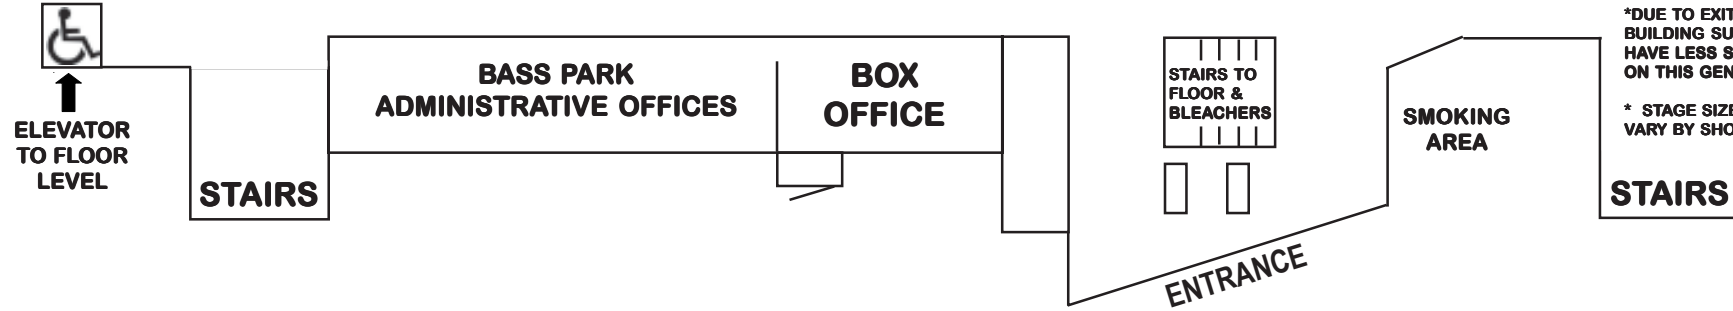 ELEVATOR
TO FLOOR
LEVEL
STAIRS
BASS PARK
ADMINISTRATIVE OFFICES
BOX
OFFICE
STAIRS TO
FLOOR &
BLEACHERS
ENTRANCE
SMOKING
AREA
*DUE TO EXIT
BUILDING SU
HAVE LESS S
ON THIS GEN
* STAGE SIZE
VARY BY SHO
STAIRS